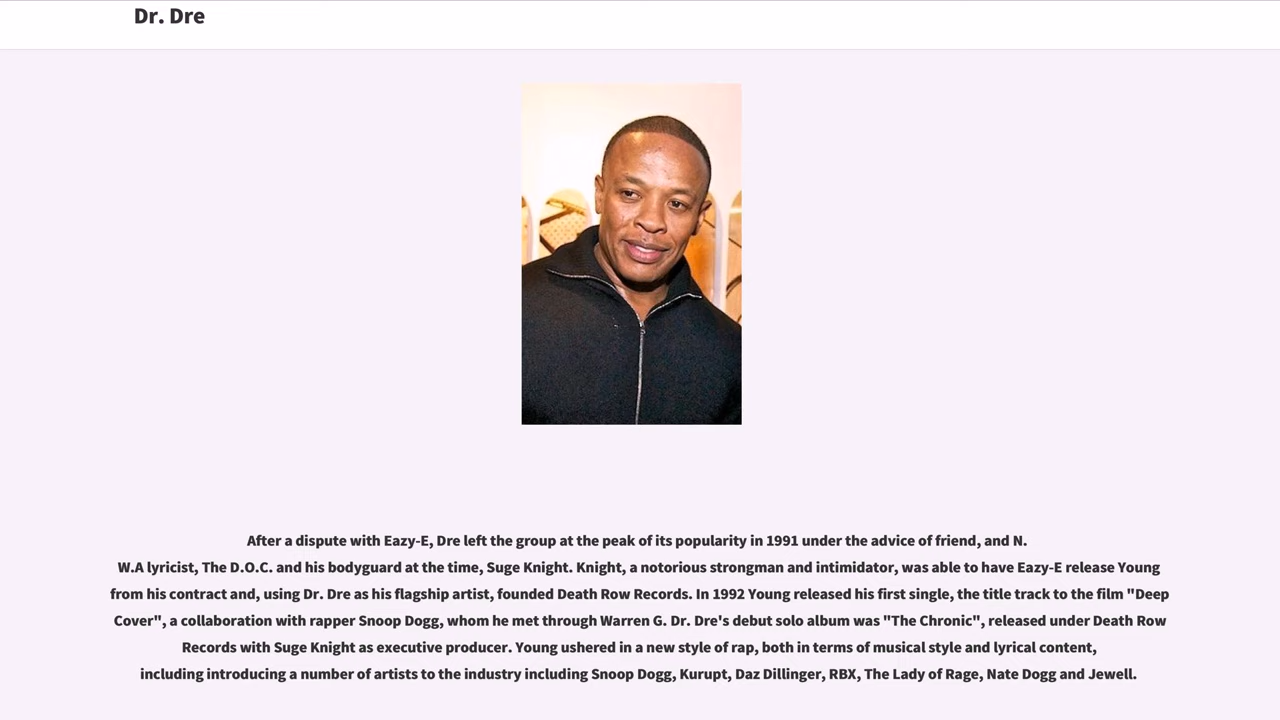 Dr. Dre
After a dispute with Eazy-E, Dre left the group at the peak of its popularity in 1991 under the advice of friend, and N.
W.A lyricist, The D.O.C. and his bodyguard at the time, Suge Knight. Knight, a notorious strongman and intimidator, was able to have Eazy-E release Young
from his contract and, using Dr. Dre as his flagship artist, founded Death Row Records. In 1992 Young released his first single, the title track to the film "Deep
Cover", a collaboration with rapper Snoop Dogg, whom he met through Warren G. Dr. Dre's debut solo album was "The Chronic", released under Death Row
Records with Suge Knight as executive producer. Young ushered in a new style of rap, both in terms of musical style and lyrical content,
including introducing a number of artists to the industry including Snoop Dogg, Kurupt, Daz Dillinger, RBX, The Lady of Rage, Nate Dogg and Jewell.